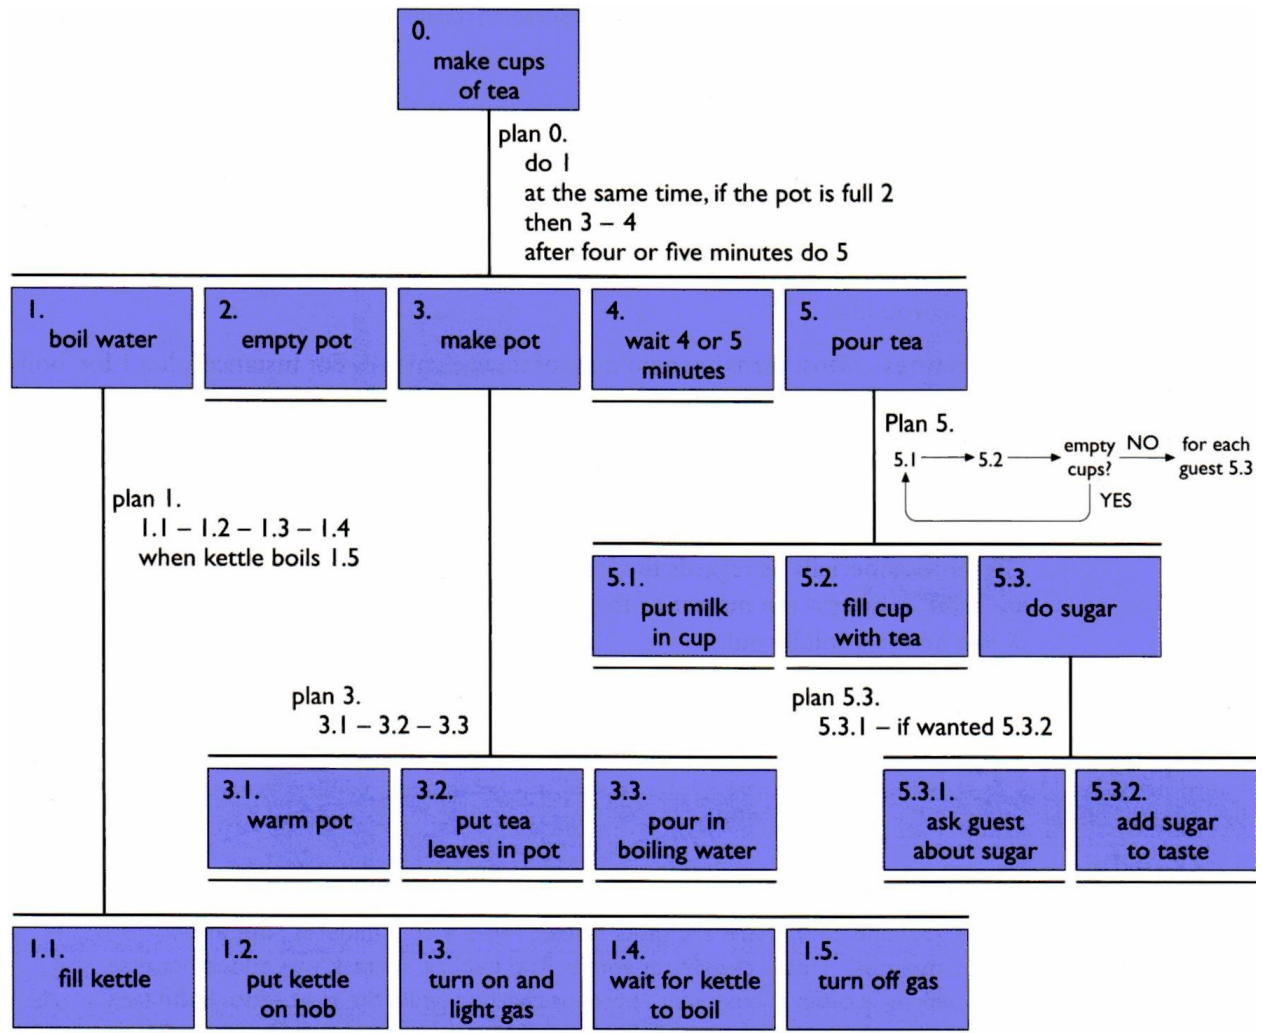 0.
make cups
of tea
plan 0.
do 1
at the same time, if the pot is full 2
then 3 – 4
after four or five minutes do 5
1.
boil water
2.
empty pot
3.
make pot
4.
wait 4 or 5
minutes
5.
pour tea
Plan 5.
5.1
5.2
empty
cups?
NO
for each
guest 5.3
YES
plan 1.
1.1 – 1.2 – 1.3 – 1.4
when kettle boils 1.5
5.1.
put milk
in cup
5.2.
fill cup
with tea
5.3.
do sugar
plan 3.
3.1 – 3.2 – 3.3
plan 5.3.
5.3.1 – if wanted 5.3.2
3.1.
warm pot
3.2.
put tea
leaves in pot
3.3.
pour in
boiling water
5.3.1.
ask guest
about sugar
5.3.2.
add sugar
to taste
1.1.
fill kettle
1.2.
put kettle
on hob
1.3.
turn on and
light gas
1.4.
wait for kettle
to boil
1.5.
turn off gas